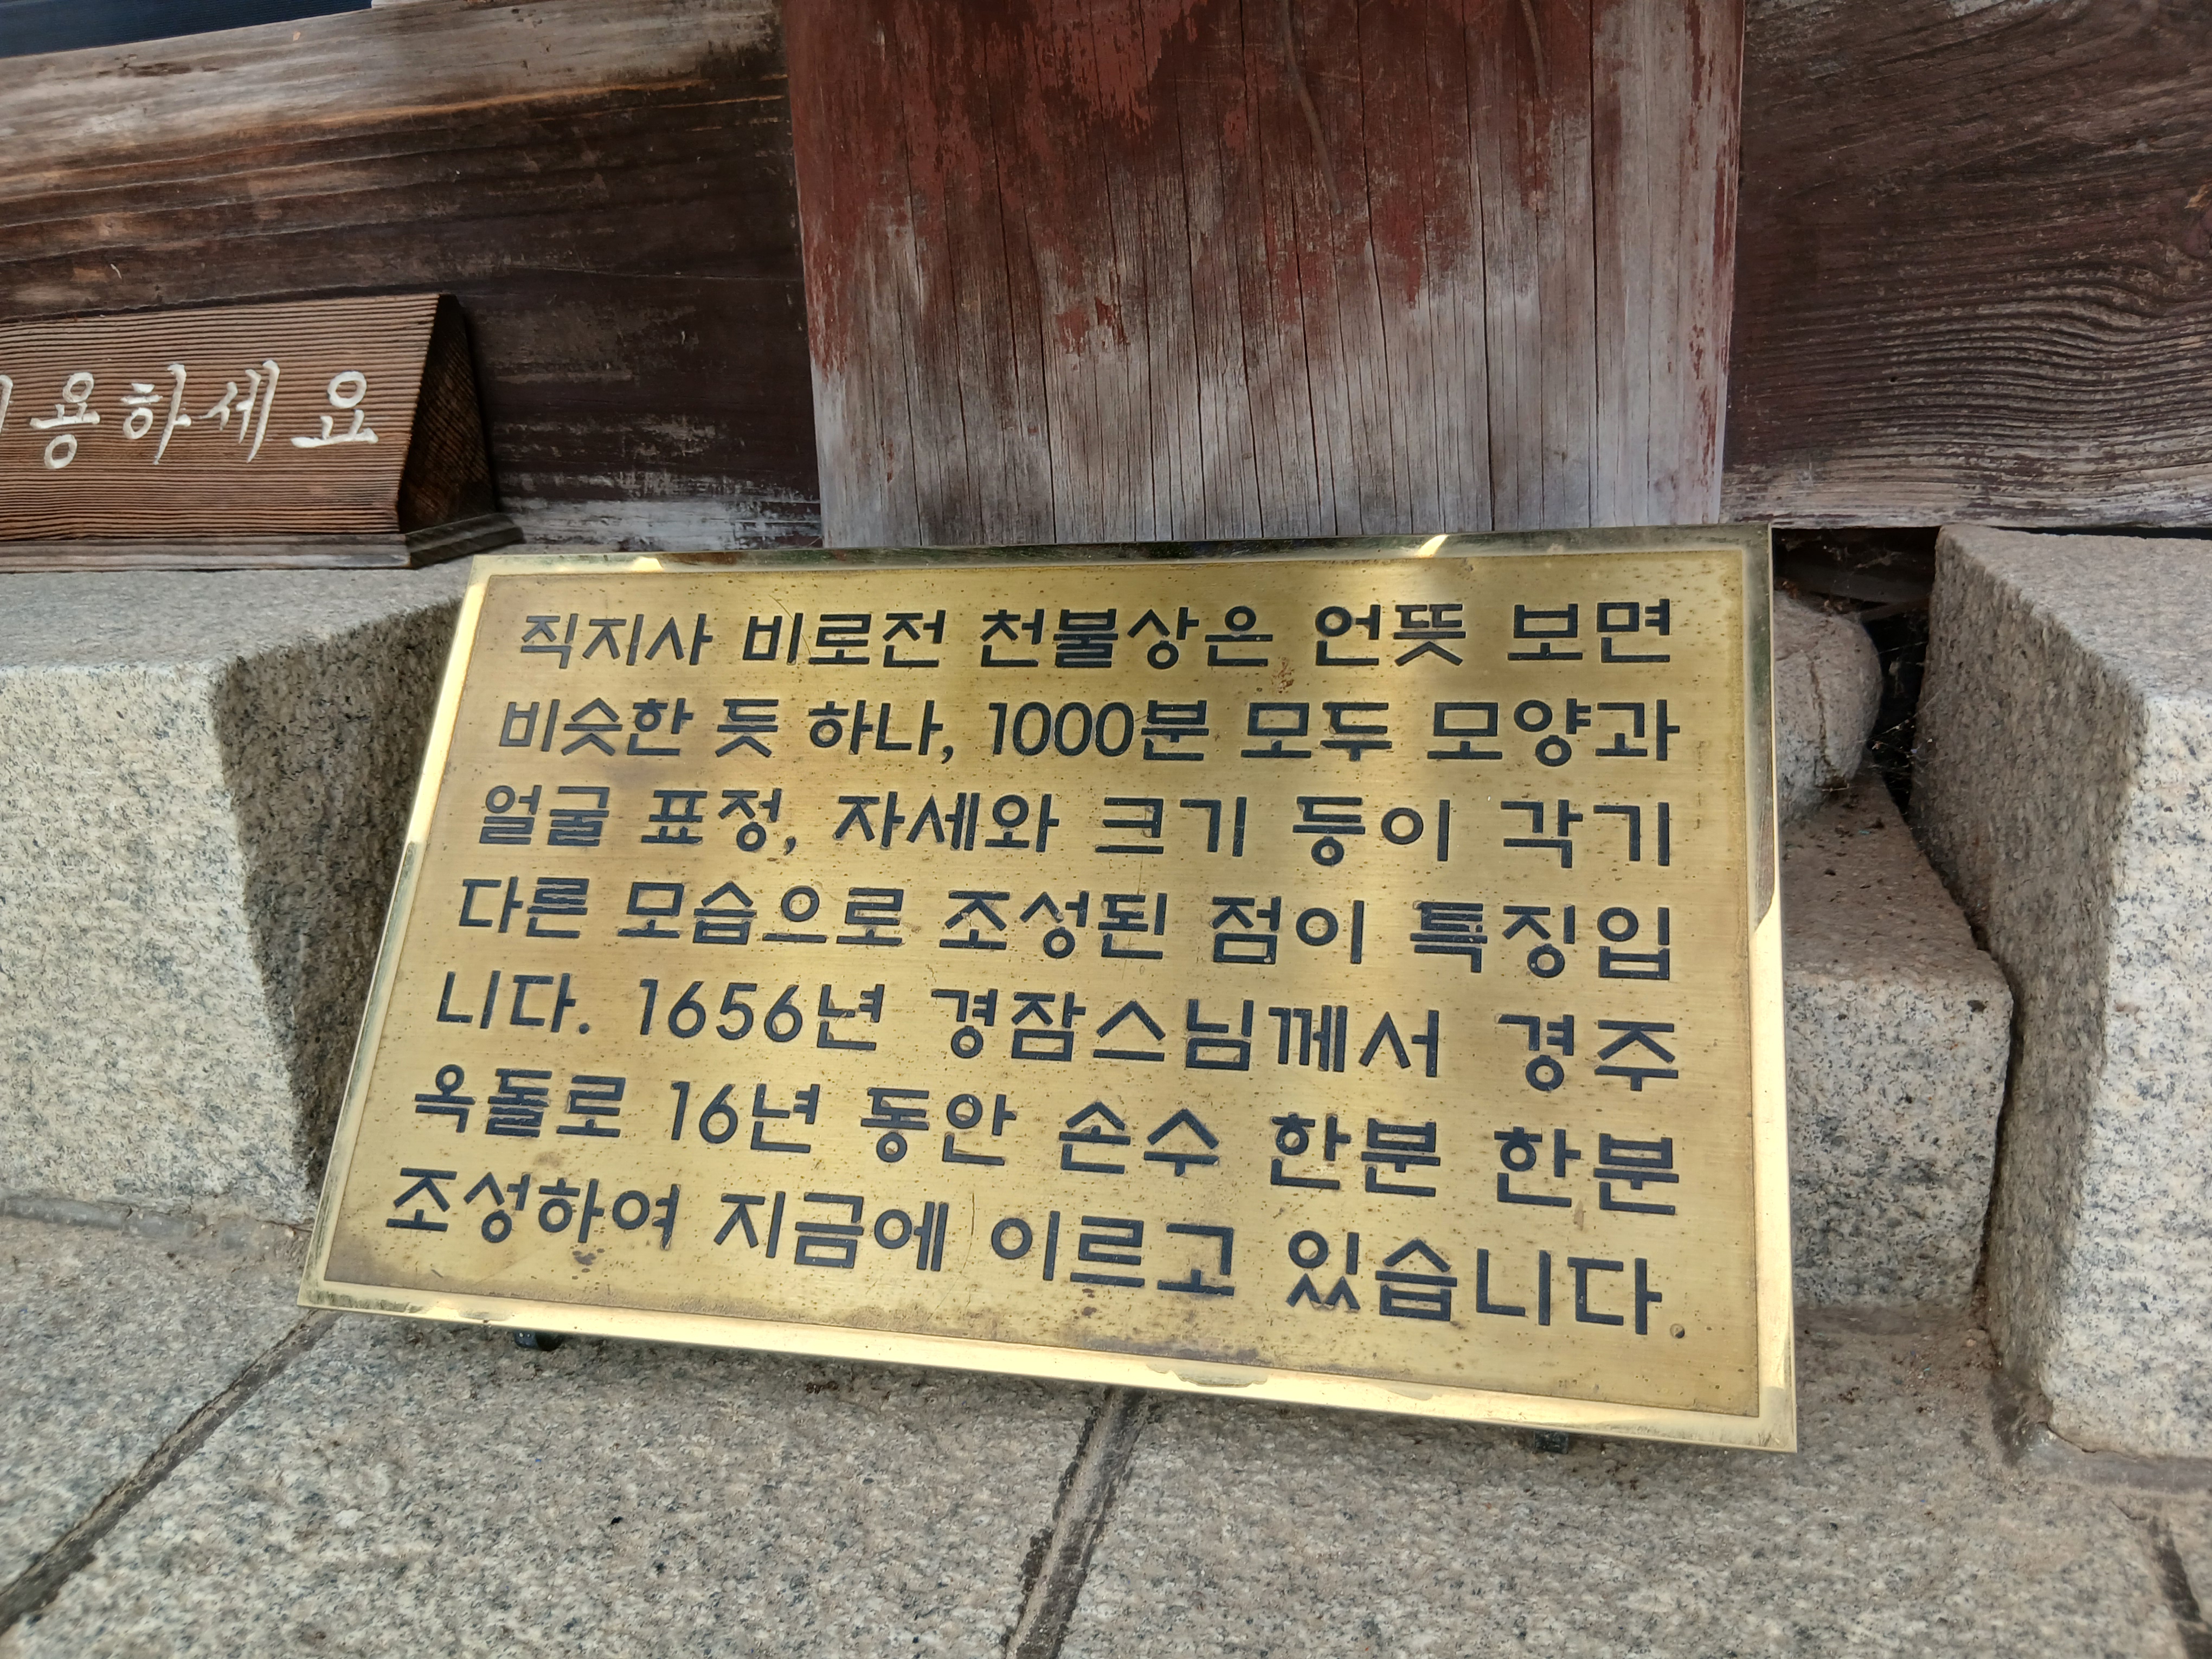 용하세요
직지사 비로전 천불상은 언뜻 보면
비슷한 듯 하나, 1000분 모두 모양과
얼굴 표정, 자세와 크기 등이 각기
다른 모습으로 조성된 점이 특징입
니다. 1656년 경잠스님께서 경주
옥돌로 16년 동안 손수 한분 한분
조성하여 지금에 이르고 있습니다.